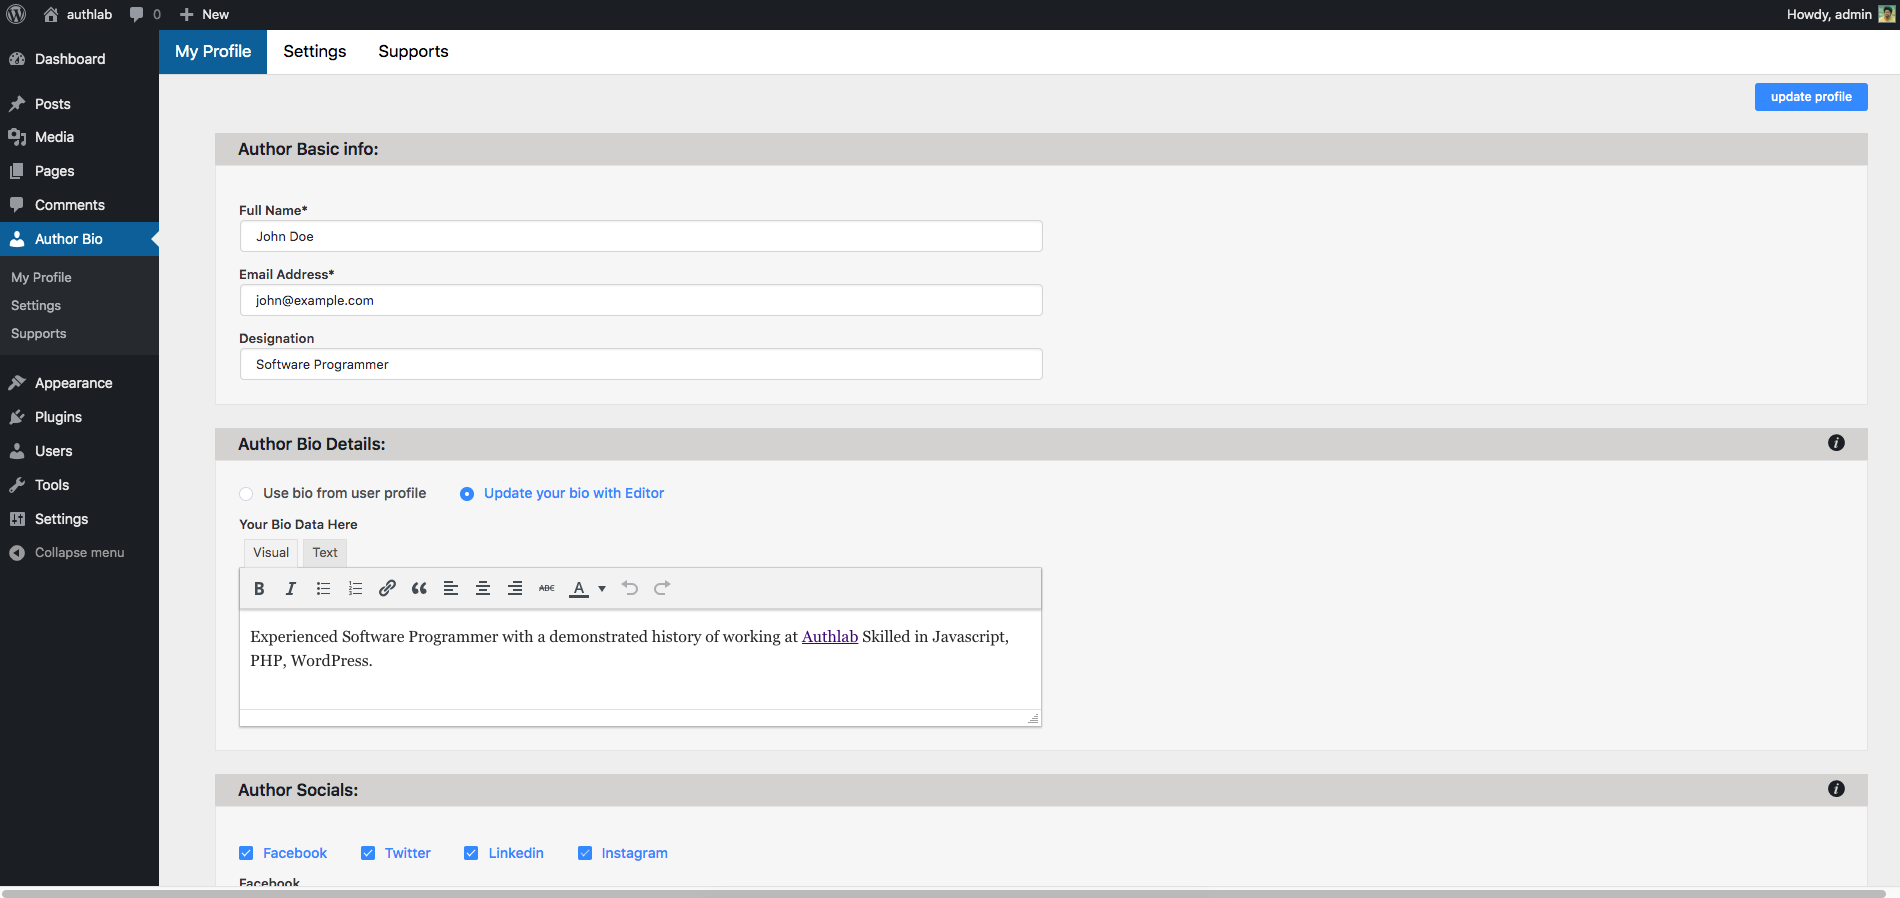 authlab 0 New Howdy, admin
Dashboard
Posts
Media
Pages
Comments
Author Bio
My Profile
Settings
Supports
Appearance
Plugins
Users
Tools
Settings
Collapse menu
My Profile Settings Supports
update profile
Author Basic info:
Full Name*
John Doe
Email Address*
john@example.com
Designation
Software Programmer
Author Bio Details:
Use bio from user profile Update your bio with Editor
Your Bio Data Here
Visual Text
B I ABC A
Experienced Software Programmer with a demonstrated history of working at Authlab Skilled in Javascript,
PHP, WordPress.
Author Socials:
Facebook Twitter Linkedin Instagram
Facebook